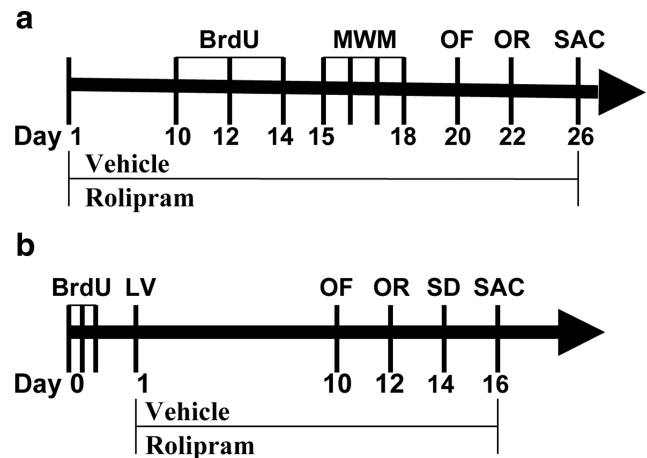 a
BrdU MWM OF OR SAC
Day 1 10 12 14 15 18 20 22 26
Vehicle
Rolipram
b
BrdU LV OF OR SD SAC
Day 0 1 10 12 14 16
Vehicle
Rolipram